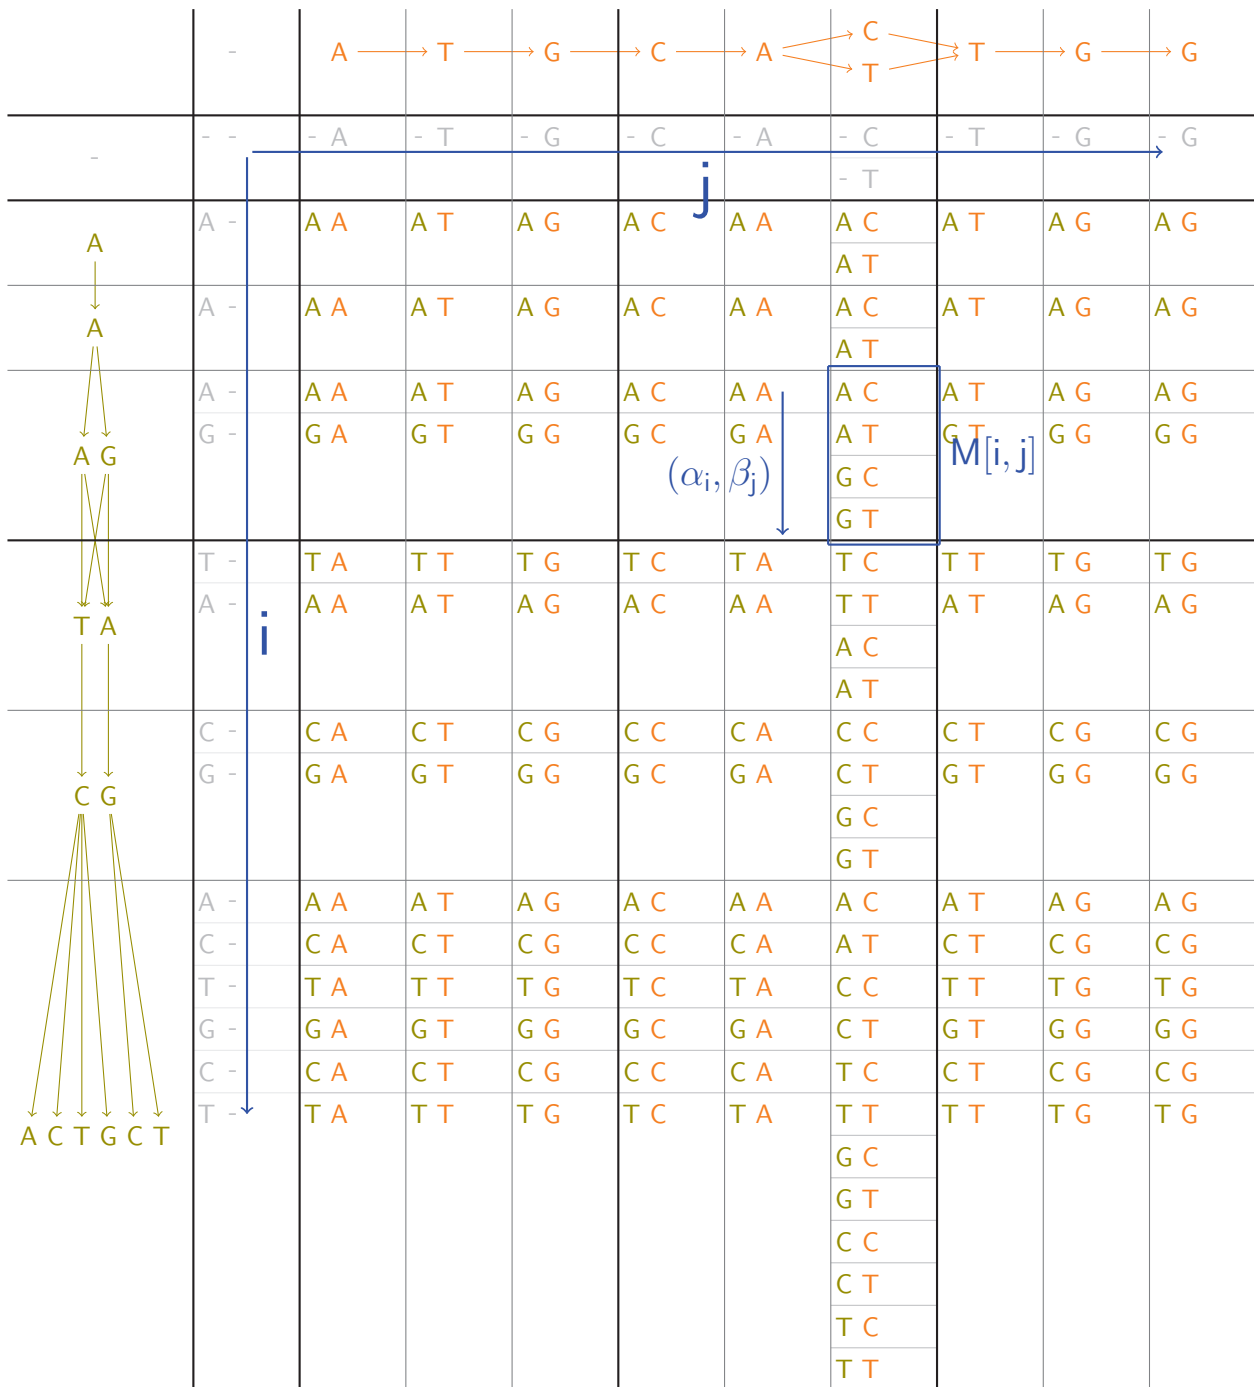 - A T G C A C T G G
T
- - - - A - T - G - C - A - C - T - G - G
j
- T
A - A A A T A G A C A A A C A T A G A G
A
A T
A - A A A T A G A C A A A C A T A G A G
A
A T
A - A A A T A G A C A A A C A T A G A G
G - G A G T G G G C G A A T G T G G G G
A G (αi, βj) G C M[i, j]
G T
T - T A T T T G T C T A T C T T T G T G
A - A A A T A G A C A A T T A T A G A G
T A i A C
A T
C - C A C T C G C C C A C C C T C G C G
G - G A G T G G G C G A C T G T G G G G
C G G C
G T
A - A A A T A G A C A A A C A T A G A G
C - C A C T C G C C C A A T C T C G C G
T - T A T T T G T C T A C C T T T G T G
G - G A G T G G G C G A C T G T G G G G
C - C A C T C G C C C A T C C T C G C G
T - T A T T T G T C T A T T T T T G T G
A C T G C T G C
G T
C C
C T
T C
T T